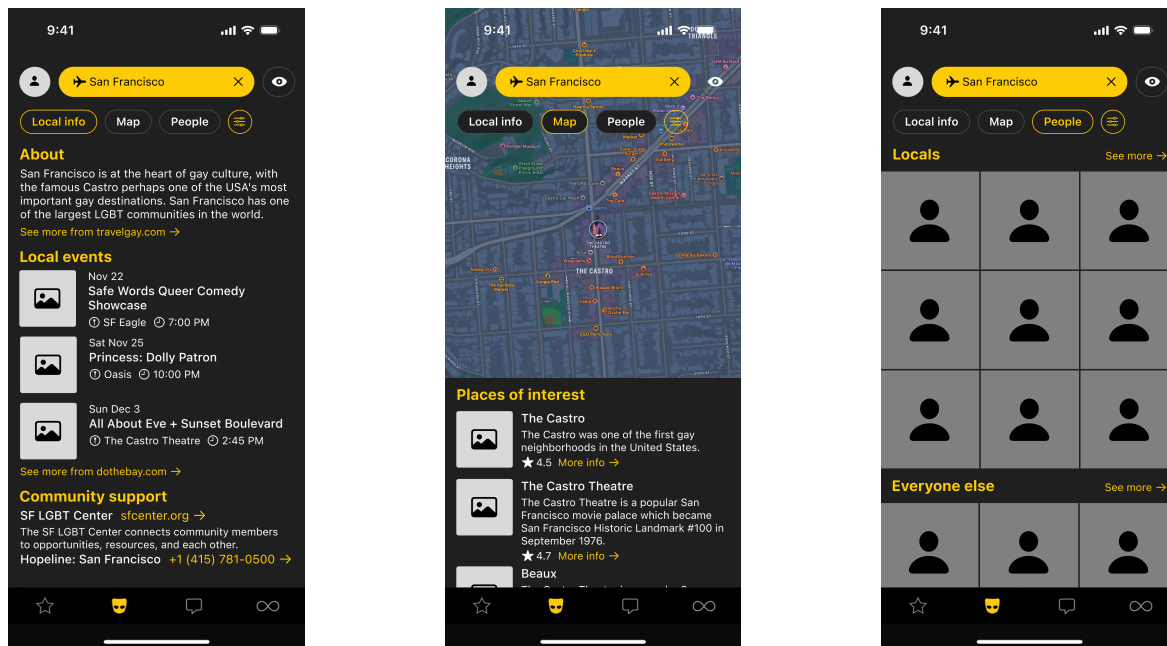 9:41
San Francisco
Local info
Map
People
About
San Francisco is at the heart of gay culture, with
the famous Castro perhaps one of the USA's most
important gay destinations. San Francisco has one
of the largest LGBT communities in the world.
See more from travelgay.com →
Local events
Nov 22
Safe Words Queer Comedy
Showcase
SF Eagle 7:00 PM
Sat Nov 25
Princess: Dolly Patron
Oasis 10:00 PM
Sun Dec 3
All About Eve + Sunset Boulevard
The Castro Theatre 2:45 PM
See more from dothebay.com →
Community support
SF LGBT Center sfcenter.org →
The SF LGBT Center connects community members
to opportunities, resources, and each other.
Hopeline: San Francisco +1 (415) 781-0500 →
9:41
TRIANGLE
San Francisco
Local info
Map
People
CORONA
HEIGHTS
MARKET ST
THE CASTRO
THEATRE
THE CASTRO
Places of interest
The Castro
The Castro was one of the first gay
neighborhoods in the United States.
4.5 More info →
The Castro Theatre
The Castro Theatre is a popular San
Francisco movie palace which became
San Francisco Historic Landmark #100 in
September 1976.
4.7 More info →
Beaux
9:41
San Francisco
Local info
Map
People
Locals
See more →
Everyone else
See more →